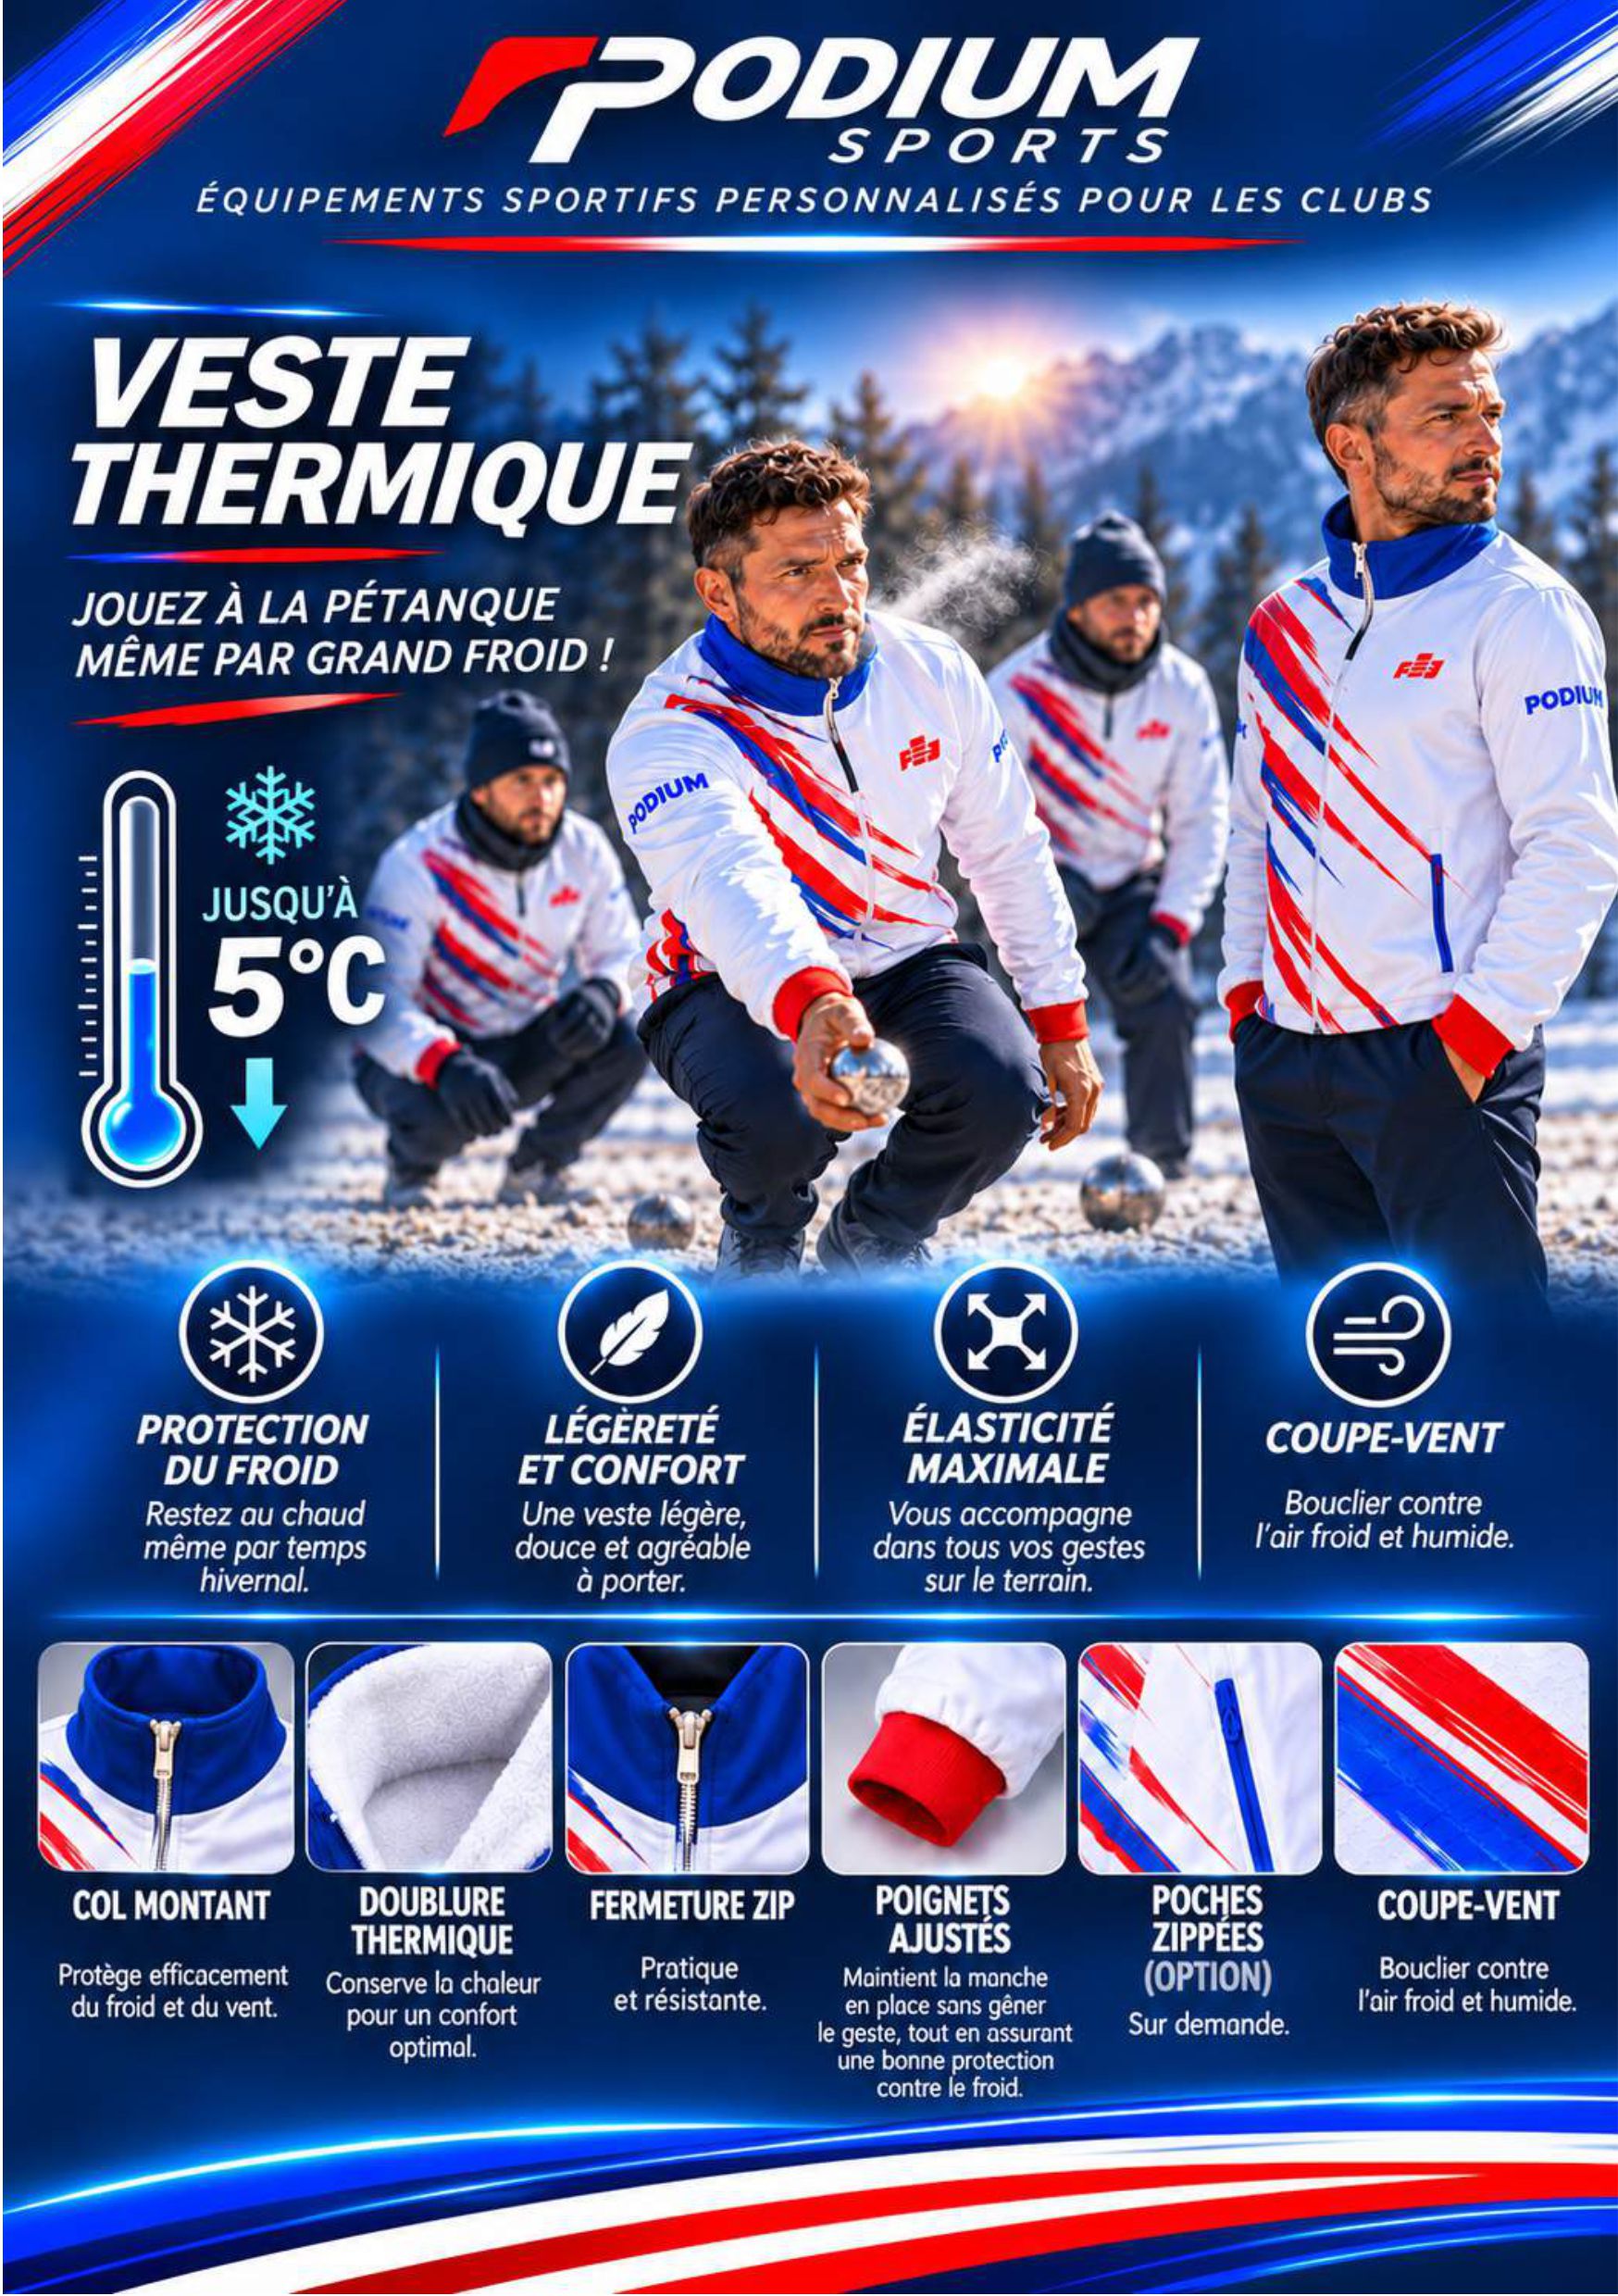 PODIUM
SPORTS
ÉQUIPEMENTS SPORTIFS PERSONNALISÉS POUR LES CLUBS
VESTE
THERMIQUE
JOUEZ À LA PÉTANQUE
MÊME PAR GRAND FROID !
JUSQU'À
5°C
PODIUM
PODIUM
PROTECTION
DU FROID
Restez au chaud
même par temps
hivernal.
LÉGÈRETÉ
ET CONFORT
Une veste légère,
douce et agréable
à porter.
ÉLASTICITÉ
MAXIMALE
Vous accompagne
dans tous vos gestes
sur le terrain.
COUPE-VENT
Bouclier contre
l'air froid et humide.
COL MONTANT
Protège efficacement
du froid et du vent.
DOUBLURE
THERMIQUE
Conserve la chaleur
pour un confort
optimal.
FERMETURE ZIP
Pratique
et résistante.
POIGNETS
AJUSTÉS
Maintient la manche
en place sans gêner
le geste, tout en assurant
une bonne protection
contre le froid.
POCHES
ZIPPÉES
(OPTION)
Sur demande.
COUPE-VENT
Bouclier contre
l'air froid et humide.